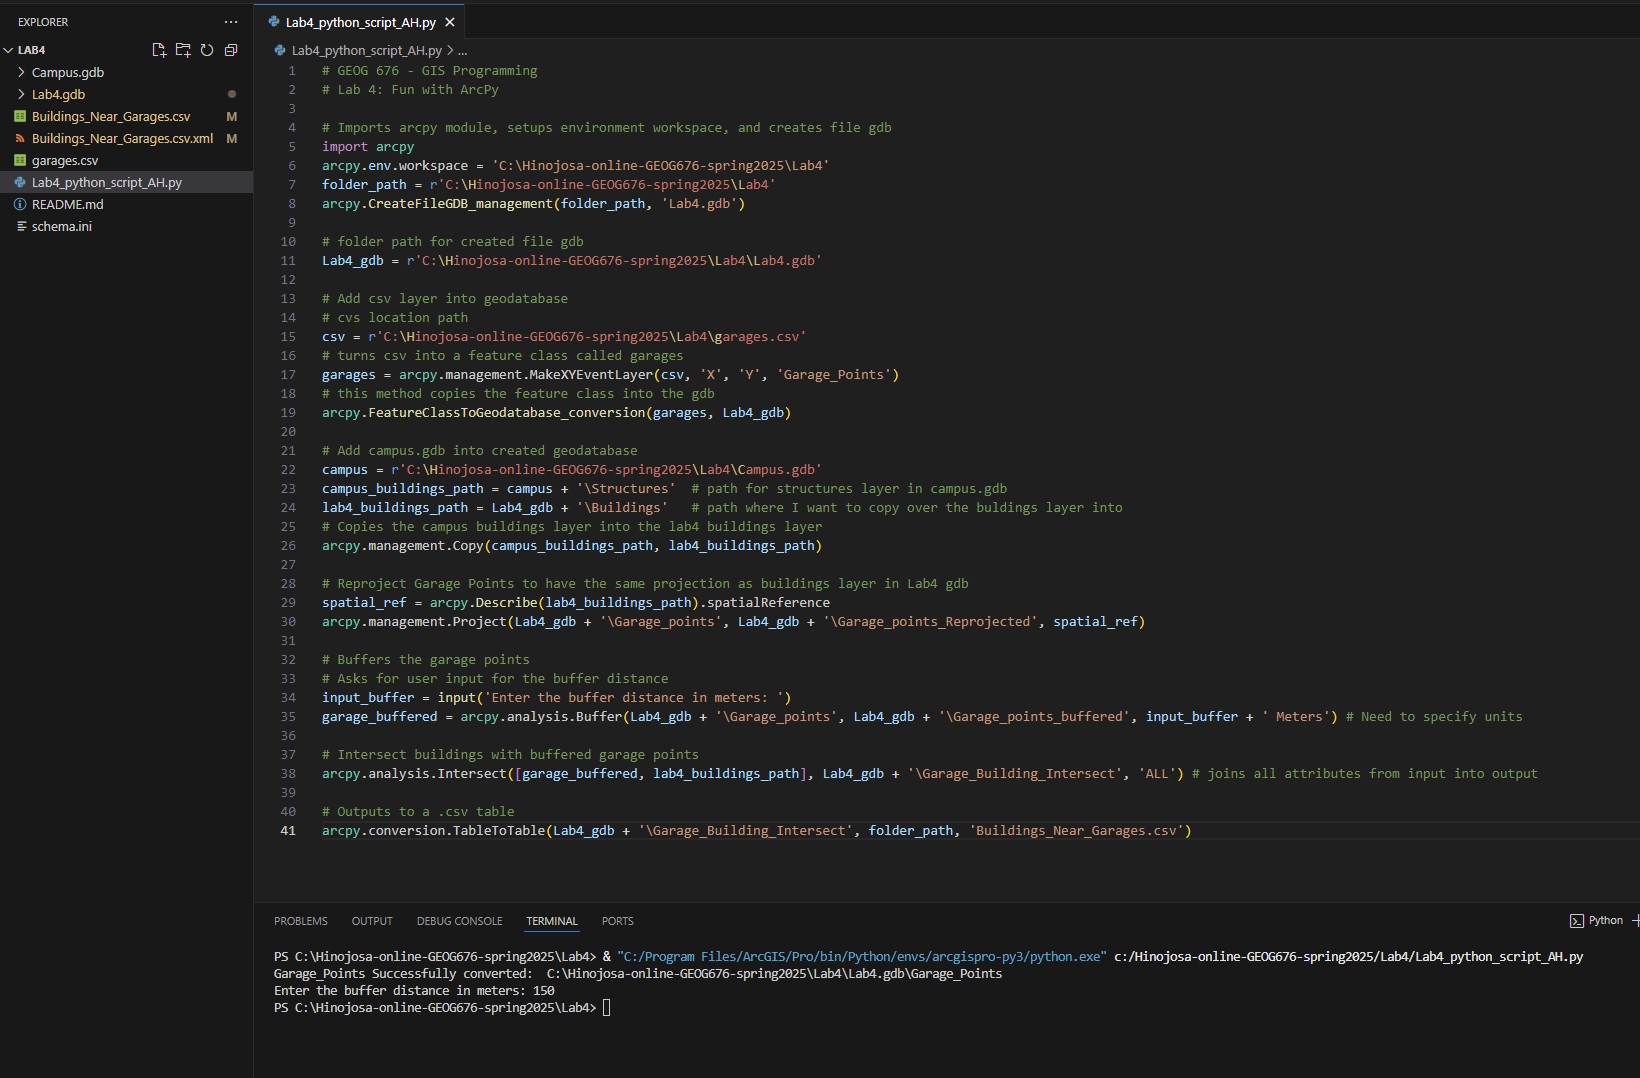 EXPLORER
LAB4
Campus.gdb
Lab4.gdb
Buildings_Near_Garages.csv M
Buildings_Near_Garages.csv.xml M
garages.csv
Lab4_python_script_AH.py
README.md
schema.ini
Lab4_python_script_AH.py
Lab4_python_script_AH.py > ...
1 # GEOG 676 - GIS Programming
2 # Lab 4: Fun with ArcPy
3
4 # Imports arcpy module, setups environment workspace, and creates file gdb
5 import arcpy
6 arcpy.env.workspace = 'C:\Hinojosa-online-GEOG676-spring2025\Lab4'
7 folder_path = r'C:\Hinojosa-online-GEOG676-spring2025\Lab4'
8 arcpy.CreateFileGDB_management(folder_path, 'Lab4.gdb')
9
10 # folder path for created file gdb
11 Lab4_gdb = r'C:\Hinojosa-online-GEOG676-spring2025\Lab4\Lab4.gdb'
12
13 # Add csv layer into geodatabase
14 # cvs location path
15 csv = r'C:\Hinojosa-online-GEOG676-spring2025\Lab4\garages.csv'
16 # turns csv into a feature class called garages
17 garages = arcpy.management.MakeXYEventLayer(csv, 'X', 'Y', 'Garage_Points')
18 # this method copies the feature class into the gdb
19 arcpy.FeatureClassToGeodatabase_conversion(garages, Lab4_gdb)
20
21 # Add campus.gdb into created geodatabase
22 campus = r'C:\Hinojosa-online-GEOG676-spring2025\Lab4\Campus.gdb'
23 campus_buildings_path = campus + '\Structures' # path for structures layer in campus.gdb
24 lab4_buildings_path = Lab4_gdb + '\Buildings' # path where I want to copy over the buldings layer into
25 # Copies the campus buildings layer into the lab4 buildings layer
26 arcpy.management.Copy(campus_buildings_path, lab4_buildings_path)
27
28 # Reproject Garage Points to have the same projection as buildings layer in Lab4 gdb
29 spatial_ref = arcpy.Describe(lab4_buildings_path).spatialReference
30 arcpy.management.Project(Lab4_gdb + '\Garage_points', Lab4_gdb + '\Garage_points_Reprojected', spatial_ref)
31
32 # Buffers the garage points
33 # Asks for user input for the buffer distance
34 input_buffer = input('Enter the buffer distance in meters: ')
35 garage_buffered = arcpy.analysis.Buffer(Lab4_gdb + '\Garage_points', Lab4_gdb + '\Garage_points_buffered', input_buffer + ' Meters') # Need to specify units
36
37 # Intersect buildings with buffered garage points
38 arcpy.analysis.Intersect([garage_buffered, lab4_buildings_path], Lab4_gdb + '\Garage_Building_Intersect', 'ALL') # joins all attributes from input into output
39
40 # Outputs to a .csv table
41 arcpy.conversion.TableToTable(Lab4_gdb + '\Garage_Building_Intersect', folder_path, 'Buildings_Near_Garages.csv')
PROBLEMS OUTPUT DEBUG CONSOLE TERMINAL PORTS Python
PS C:\Hinojosa-online-GEOG676-spring2025\Lab4> & "C:/Program Files/ArcGIS/Pro/bin/Python/envs/arcgispro-py3/python.exe" c:/Hinojosa-online-GEOG676-spring2025/Lab4/Lab4_python_script_AH.py
Garage_Points Successfully converted:  C:\Hinojosa-online-GEOG676-spring2025\Lab4\Lab4.gdb\Garage_Points
Enter the buffer distance in meters: 150
PS C:\Hinojosa-online-GEOG676-spring2025\Lab4>